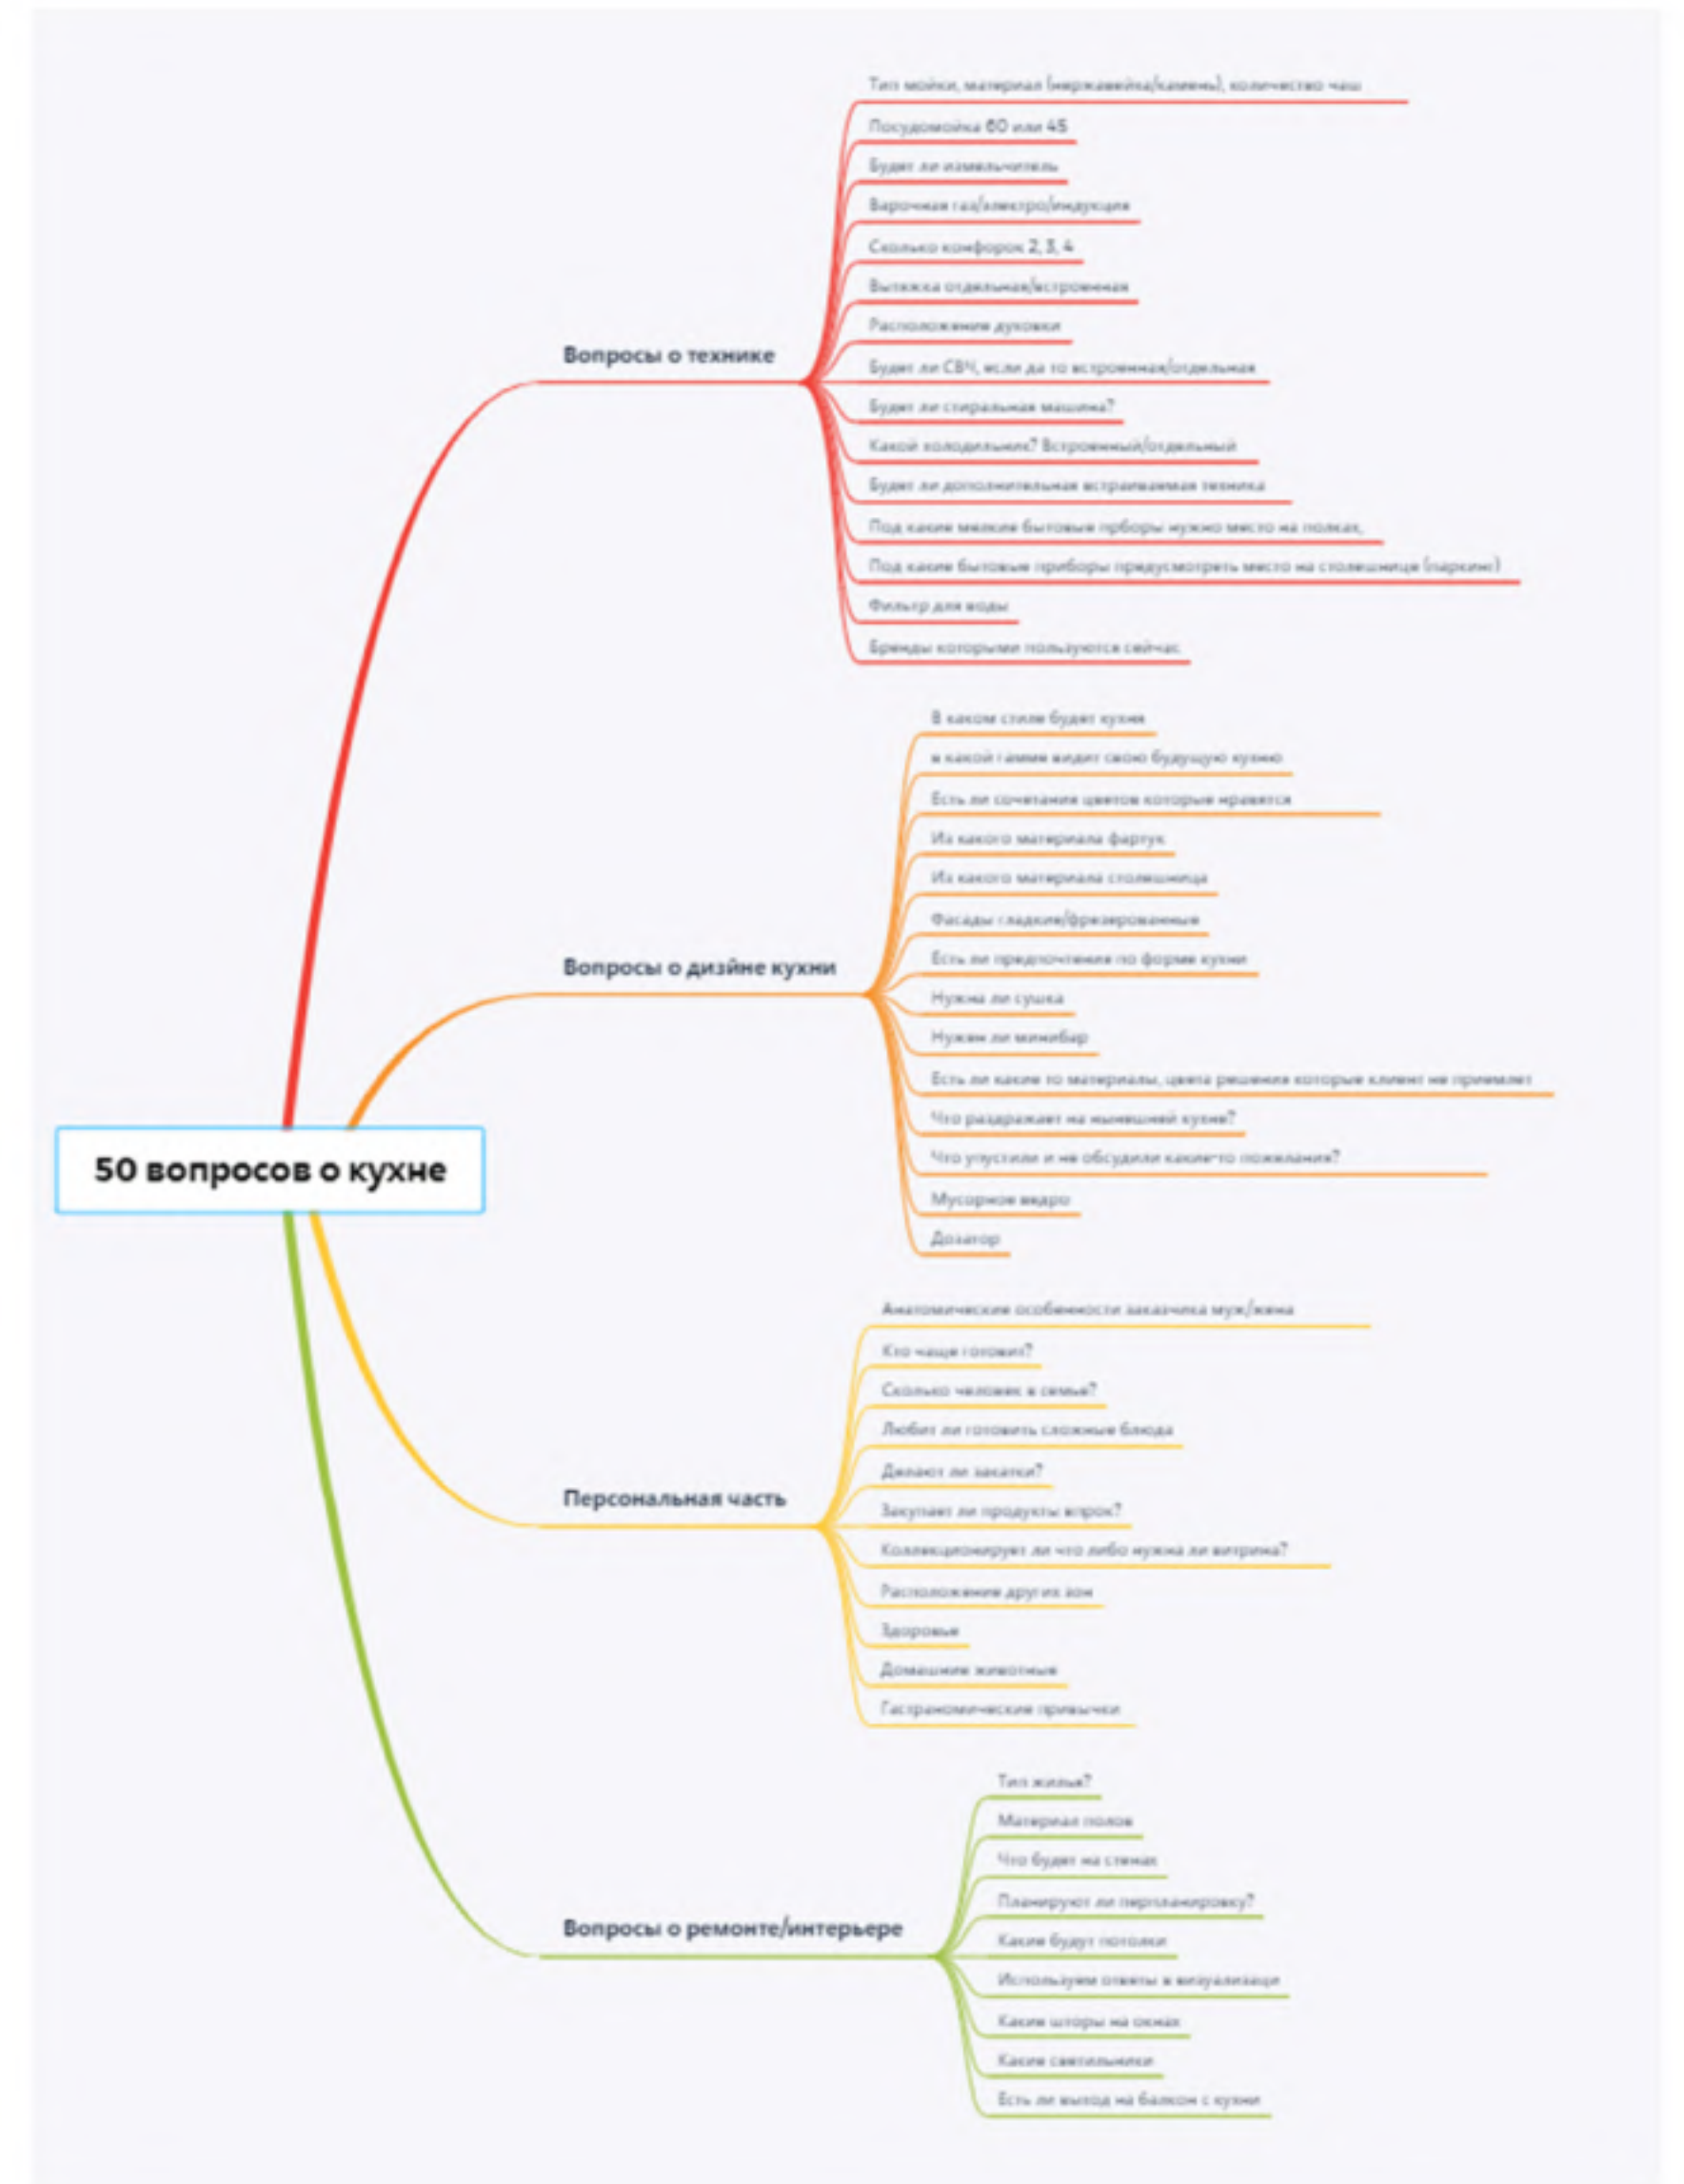 Тип мойки, материал (нержавейка/камень), количество чаш
Посудомойка 60 или 45
Будет ли измельчитель
Варочная газ/электро/индукция
Сколько конфорок 2, 3, 4
Вытяжка отдельная/встроенная
Расположение духовки
Вопросы о технике
Будет ли СВЧ, если да то встроенная/отдельная
Будет ли стиральная машина?
Какой холодильник? Встроенный/отдельный
Будет ли дополнительная встраиваемая техника
Под какие мелкие бытовые прборы нужно место на полках,
Под какие бытовые приборы предусмотреть место на столешнице (паркинг)
Фильтр для воды
Бренды которыми пользуются сейчас
В каком стиле будет кухня
в какой гамме видит свою будущую кухню
Есть ли сочетания цветов которые нравятся
Из какого материала фартук
Из какого материала столешница
Фасады гладкие/фрезерованные
Вопросы о дизйне кухни
Есть ли предпочтения по форме кухни
Нужна ли сушка
Нужен ли минибар
Есть ли какие то материалы, цвета решения которые клиент не приемлет
Что раздражает на нынешней кухне?
Что упустили и не обсудили какие-то пожелания?
Мусорное ведро
Дозатор
50 вопросов о кухне
Анатомические особенности заказчика муж/жена
Кто чаще готовит?
Сколько человек в семье?
Любит ли готовить сложные блюда
Делают ли закатки?
Персональная часть
Закупает ли продукты впрок?
Коллекционирует ли что либо нужна ли витрина?
Расположение других зон
Здоровье
Домашние животные
Гастраномические привычки
Тип жилья?
Материал полов
Что будет на стенах
Планируют ли перпланировку?
Вопросы о ремонте/интерьере
Какие будут потолки
Используем ответы в визуализаци
Какие шторы на окнах
Какие светильники
Есть ли выход на балкон с кухни